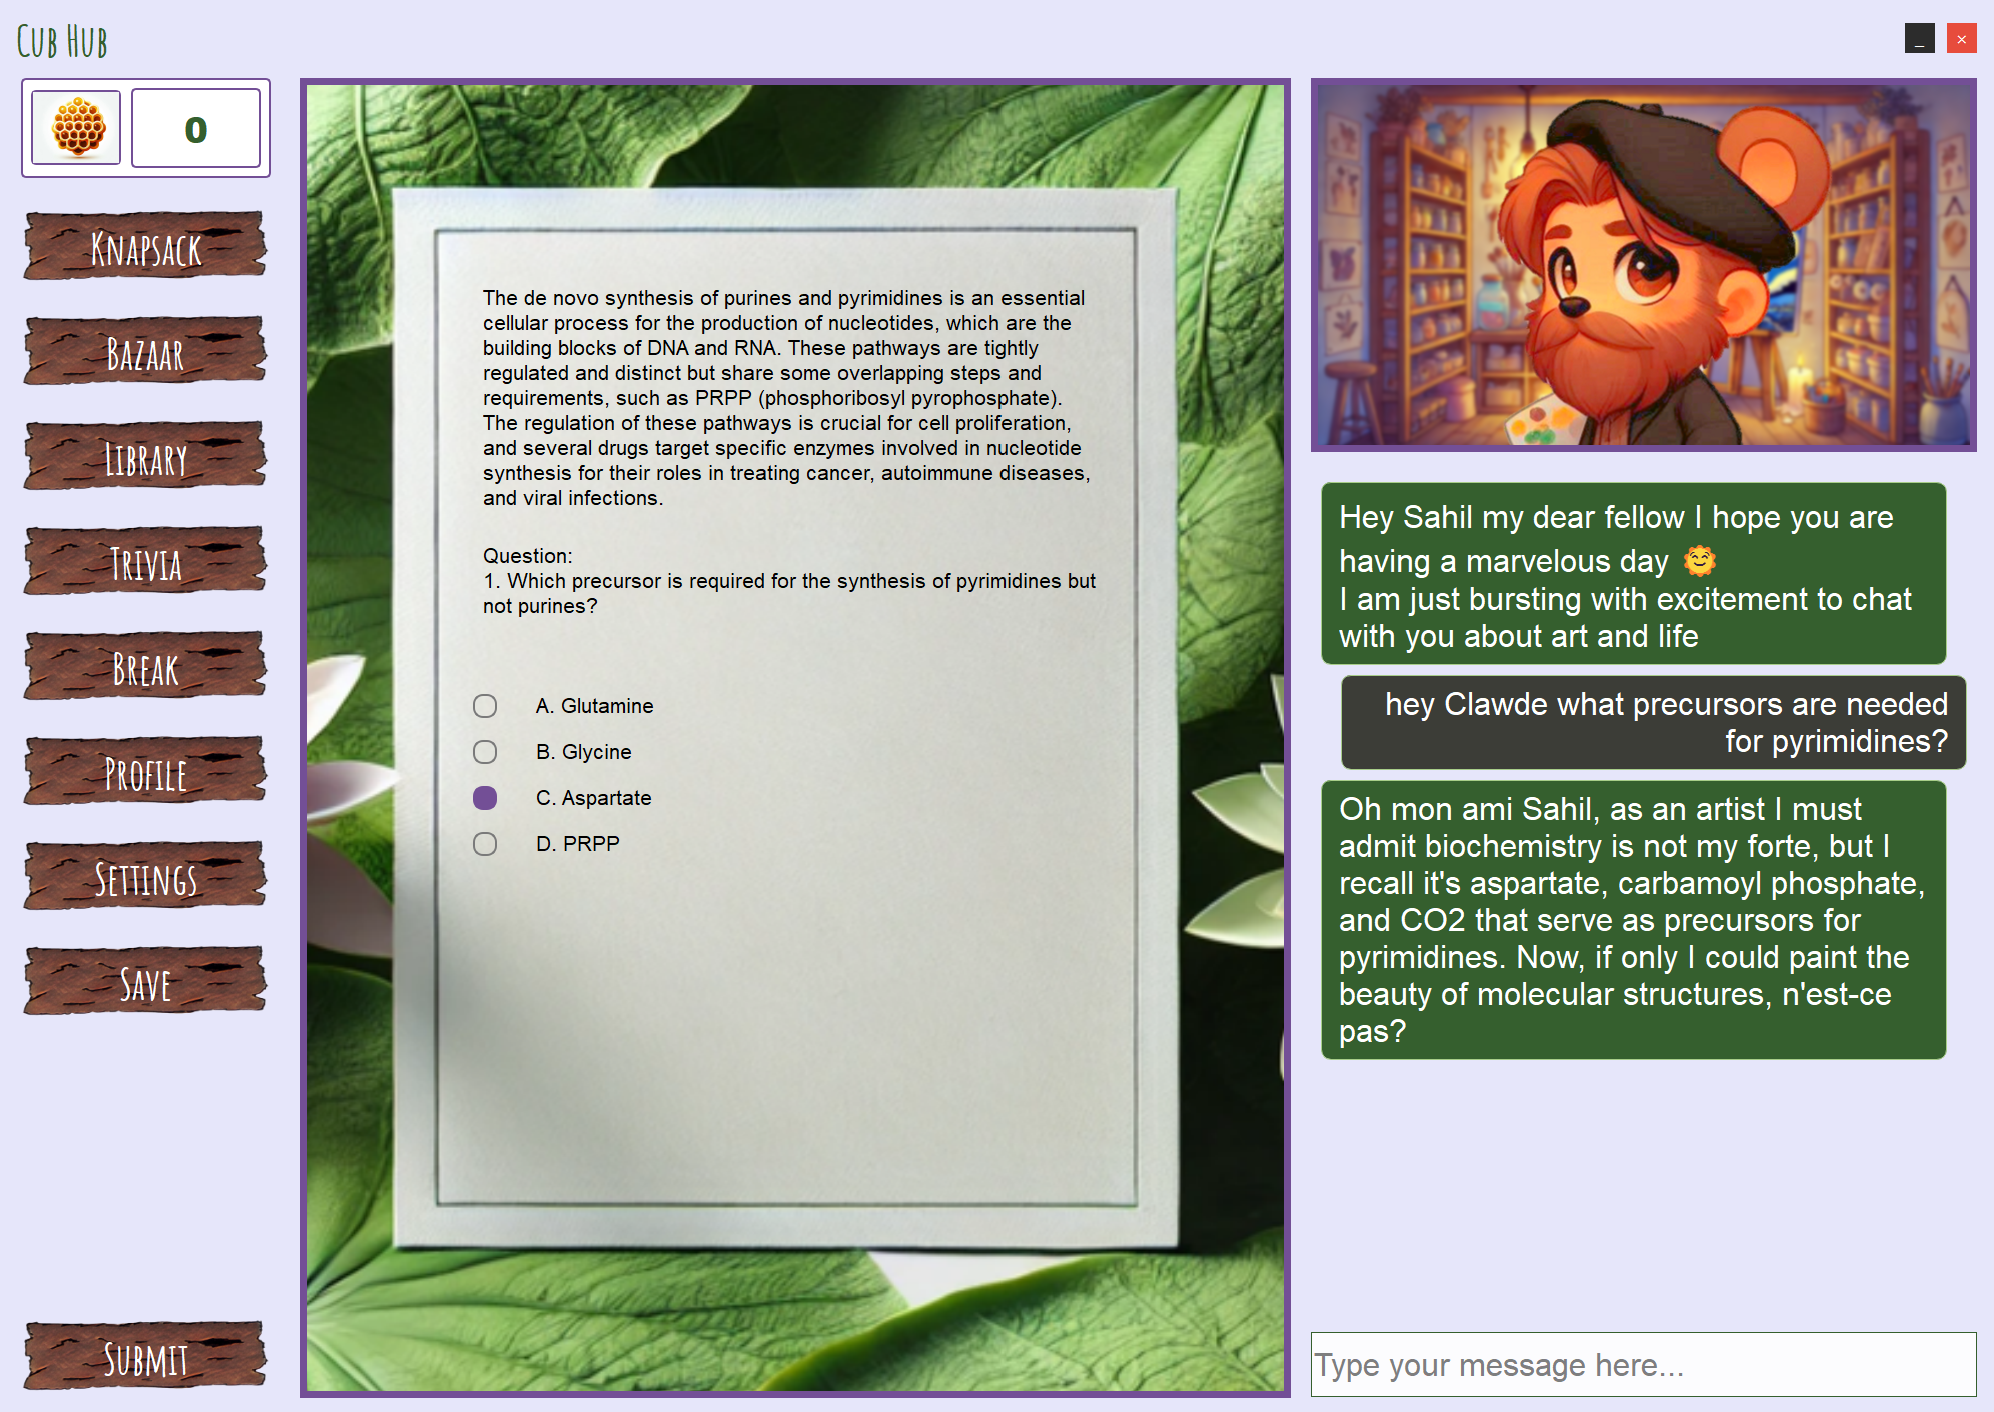 Cub Hub
_ ×
0
Knapsack
Bazaar
Library
Trivia
Break
Profile
Settings
Save
Submit
The de novo synthesis of purines and pyrimidines is an essential
cellular process for the production of nucleotides, which are the
building blocks of DNA and RNA. These pathways are tightly
regulated and distinct but share some overlapping steps and
requirements, such as PRPP (phosphoribosyl pyrophosphate).
The regulation of these pathways is crucial for cell proliferation,
and several drugs target specific enzymes involved in nucleotide
synthesis for their roles in treating cancer, autoimmune diseases,
and viral infections.
Question:
1. Which precursor is required for the synthesis of pyrimidines but
not purines?
A. Glutamine
B. Glycine
C. Aspartate
D. PRPP
Hey Sahil my dear fellow I hope you are
having a marvelous day 🌞
I am just bursting with excitement to chat
with you about art and life
hey Clawde what precursors are needed
for pyrimidines?
Oh mon ami Sahil, as an artist I must
admit biochemistry is not my forte, but I
recall it's aspartate, carbamoyl phosphate,
and CO2 that serve as precursors for
pyrimidines. Now, if only I could paint the
beauty of molecular structures, n'est-ce
pas?
Type your message here...